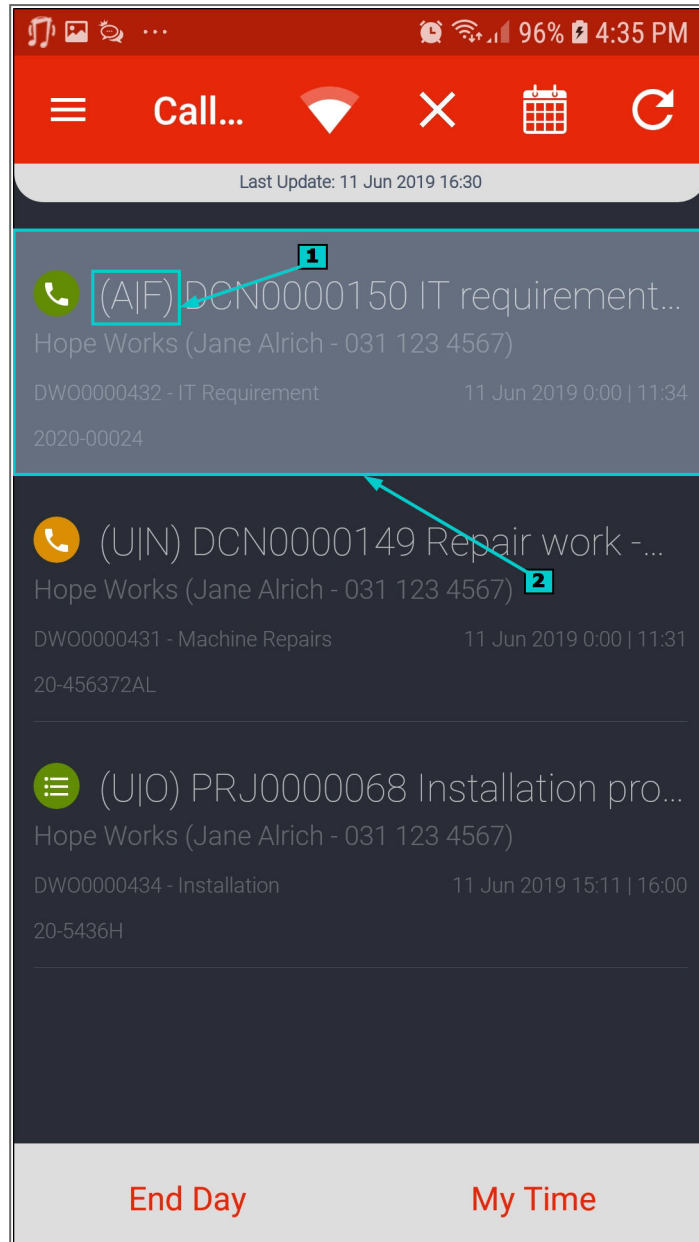 96% 4:35 PM
Call...
Last Update: 11 Jun 2019 16:30
1
(A|F) DCN0000150 IT requirement...
Hope Works (Jane Alrich - 031 123 4567)
DWO0000432 - IT Requirement 11 Jun 2019 0:00 | 11:34
2020-00024
(U|N) DCN0000149 Repair work -...
Hope Works (Jane Alrich - 031 123 4567)
2
DWO0000431 - Machine Repairs 11 Jun 2019 0:00 | 11:31
20-456372AL
(U|O) PRJ0000068 Installation pro...
Hope Works (Jane Alrich - 031 123 4567)
DWO0000434 - Installation 11 Jun 2019 15:11 | 16:00
20-5436H
End Day My Time